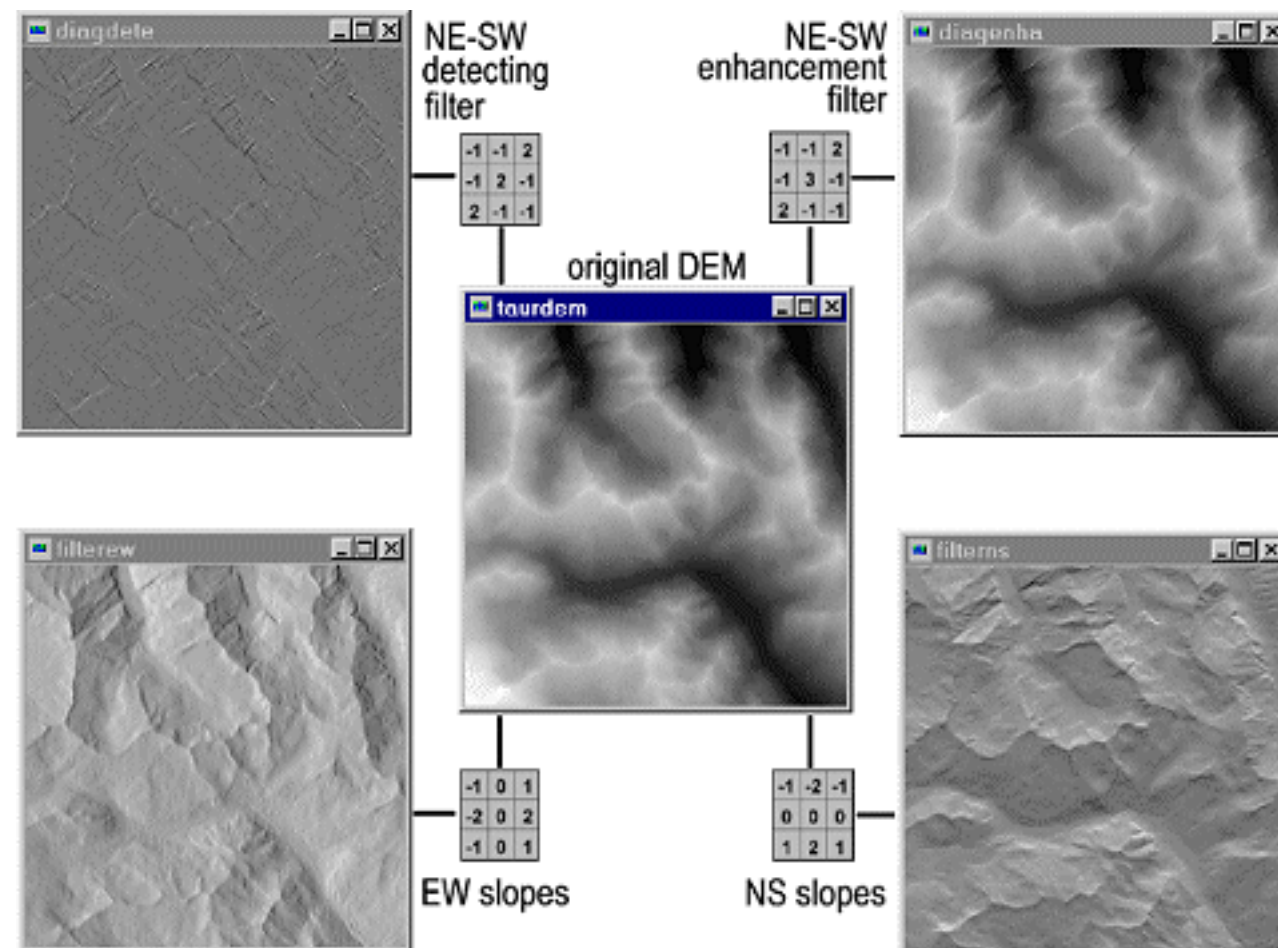 diagdete
NE-SW
detecting
filter
-1 -1 2
-1 2 -1
2 -1 -1
NE-SW
enhancement
filter
-1 -1 2
-1 3 -1
2 -1 -1
diagenha
original DEM
taurdem
filterew
-1 0 1
-2 0 2
-1 0 1
EW slopes
-1 -2 -1
0 0 0
1 2 1
NS slopes
filterns